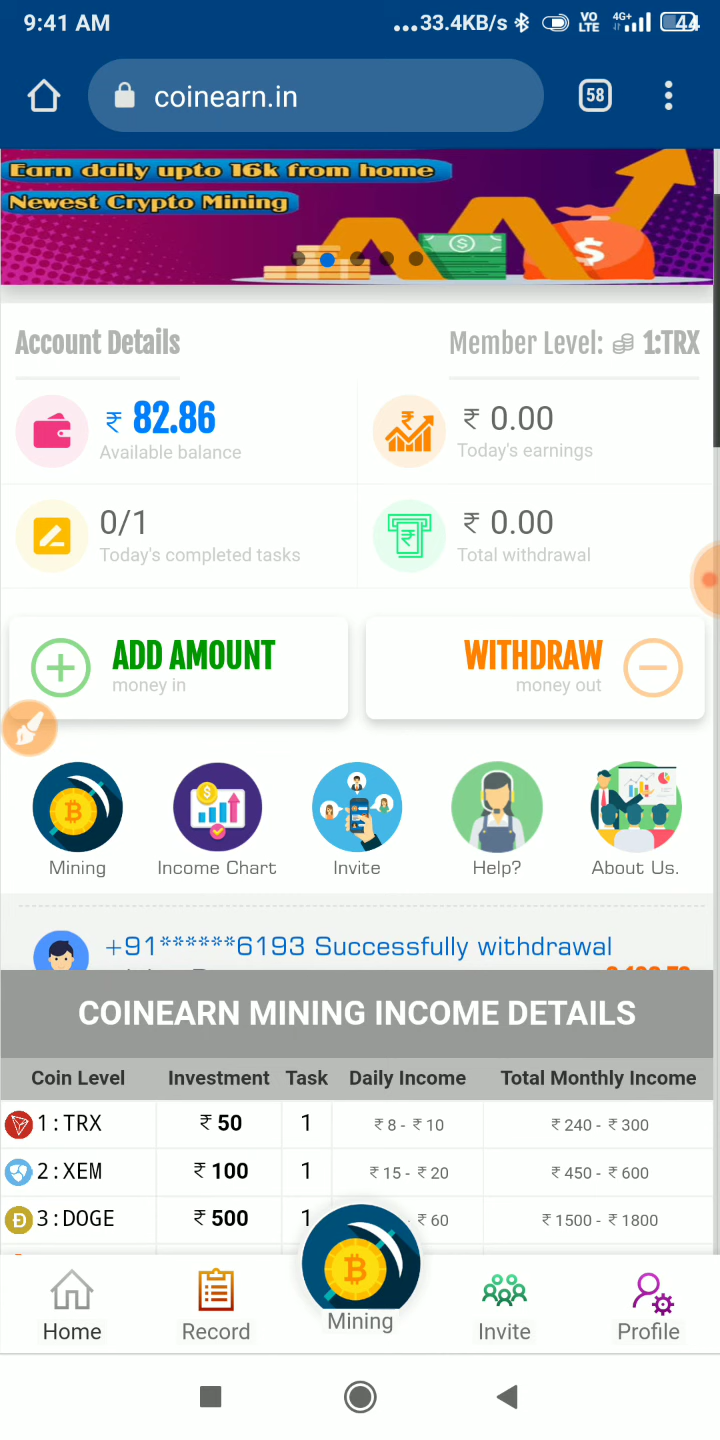 9:41 AM ...33.4KB/s VO LTE 4G+ 44
coinearn.in 58
Earn daily upto 16k from home
Newest Crypto Mining
Account Details Member Level: 1:TRX
₹ 82.86 ₹ 0.00
Available balance Today's earnings
0/1 ₹ 0.00
Today's completed tasks Total withdrawal
ADD AMOUNT WITHDRAW
money in money out
Mining Income Chart Invite Help? About Us.
+91******6193 Successfully withdrawal
COINEARN MINING INCOME DETAILS
Coin Level Investment Task Daily Income Total Monthly Income
1:TRX ₹ 50 1 ₹ 8 - ₹ 10 ₹ 240 - ₹ 300
2:XEM ₹ 100 1 ₹ 15 - ₹ 20 ₹ 450 - ₹ 600
3:DOGE ₹ 500 1 - ₹ 60 ₹ 1500 - ₹ 1800
Home Record Mining Invite Profile